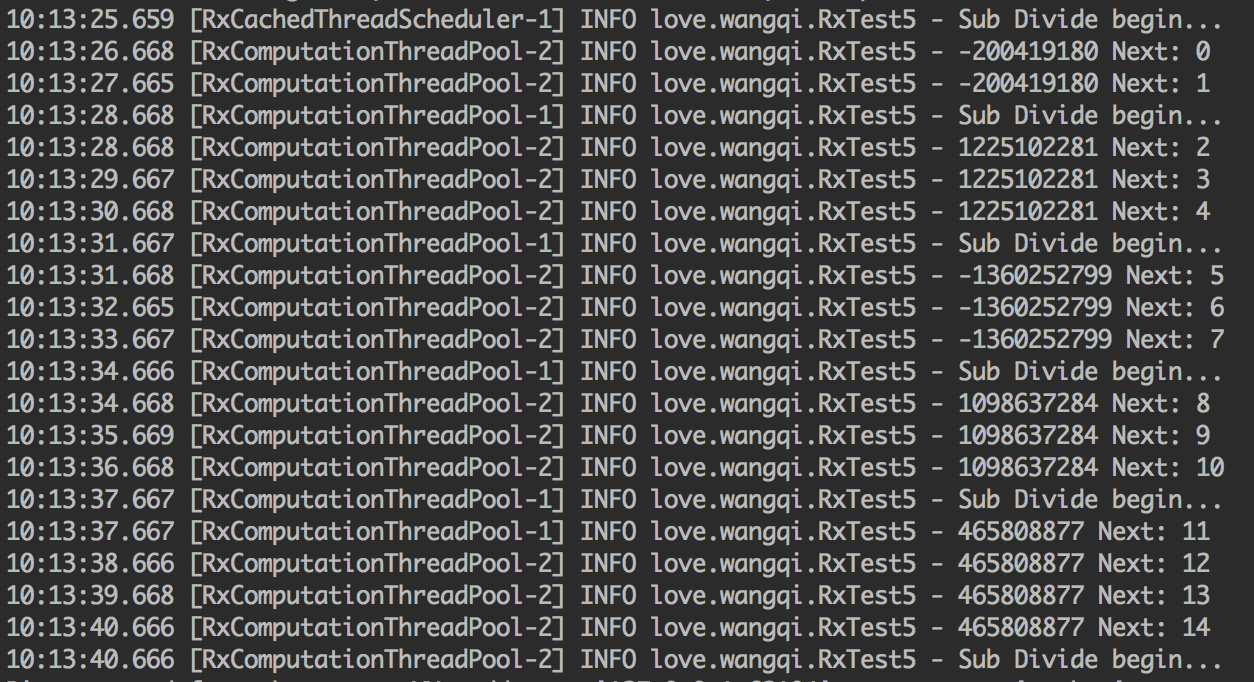 10:13:25.659 [RxCachedThreadScheduler-1] INFO love.wangqi.RxTest5 - Sub Divide begin...
10:13:26.668 [RxComputationThreadPool-2] INFO love.wangqi.RxTest5 - -200419180 Next: 0
10:13:27.665 [RxComputationThreadPool-2] INFO love.wangqi.RxTest5 - -200419180 Next: 1
10:13:28.668 [RxComputationThreadPool-1] INFO love.wangqi.RxTest5 - Sub Divide begin...
10:13:28.668 [RxComputationThreadPool-2] INFO love.wangqi.RxTest5 - 1225102281 Next: 2
10:13:29.667 [RxComputationThreadPool-2] INFO love.wangqi.RxTest5 - 1225102281 Next: 3
10:13:30.668 [RxComputationThreadPool-2] INFO love.wangqi.RxTest5 - 1225102281 Next: 4
10:13:31.667 [RxComputationThreadPool-1] INFO love.wangqi.RxTest5 - Sub Divide begin...
10:13:31.668 [RxComputationThreadPool-2] INFO love.wangqi.RxTest5 - -1360252799 Next: 5
10:13:32.665 [RxComputationThreadPool-2] INFO love.wangqi.RxTest5 - -1360252799 Next: 6
10:13:33.667 [RxComputationThreadPool-2] INFO love.wangqi.RxTest5 - -1360252799 Next: 7
10:13:34.666 [RxComputationThreadPool-1] INFO love.wangqi.RxTest5 - Sub Divide begin...
10:13:34.668 [RxComputationThreadPool-2] INFO love.wangqi.RxTest5 - 1098637284 Next: 8
10:13:35.669 [RxComputationThreadPool-2] INFO love.wangqi.RxTest5 - 1098637284 Next: 9
10:13:36.668 [RxComputationThreadPool-2] INFO love.wangqi.RxTest5 - 1098637284 Next: 10
10:13:37.667 [RxComputationThreadPool-1] INFO love.wangqi.RxTest5 - Sub Divide begin...
10:13:37.667 [RxComputationThreadPool-1] INFO love.wangqi.RxTest5 - 465808877 Next: 11
10:13:38.666 [RxComputationThreadPool-2] INFO love.wangqi.RxTest5 - 465808877 Next: 12
10:13:39.668 [RxComputationThreadPool-2] INFO love.wangqi.RxTest5 - 465808877 Next: 13
10:13:40.666 [RxComputationThreadPool-2] INFO love.wangqi.RxTest5 - 465808877 Next: 14
10:13:40.666 [RxComputationThreadPool-2] INFO love.wangqi.RxTest5 - Sub Divide begin...